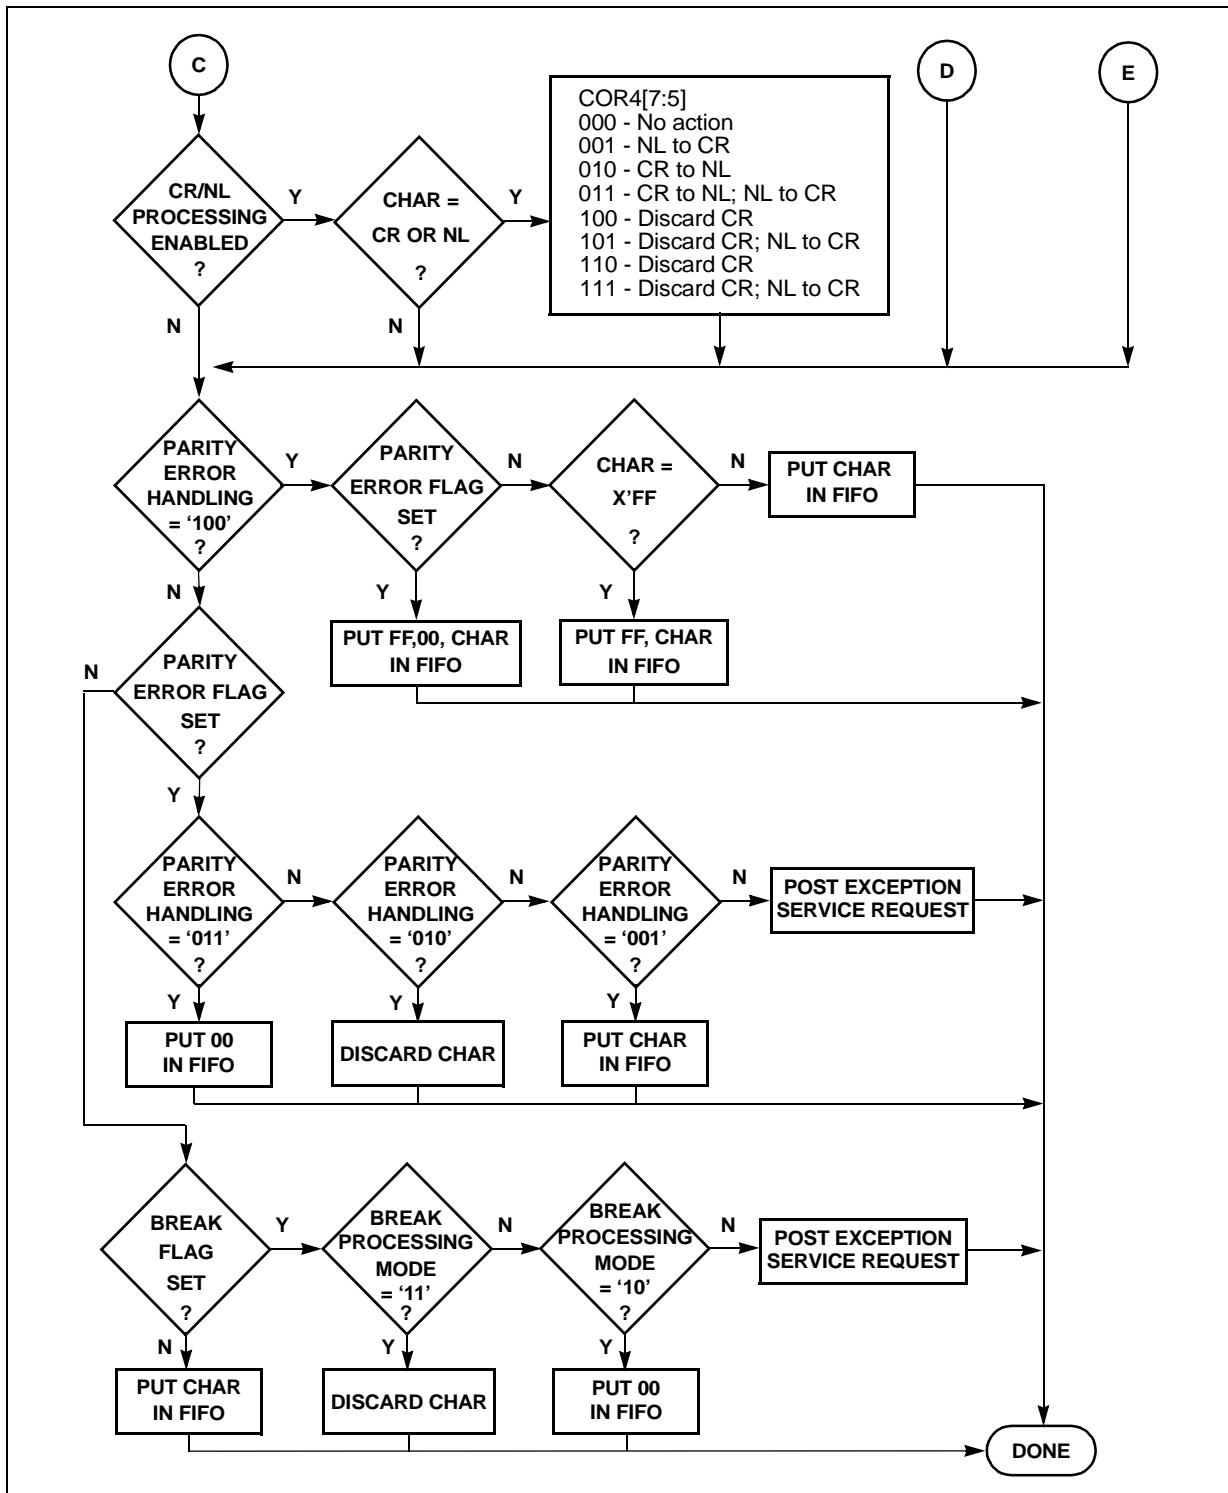 C
D
E
CR/NL
PROCESSING
ENABLED
?
Y
CHAR =
CR OR NL
?
Y
COR4[7:5]
000 - No action
001 - NL to CR
010 - CR to NL
011 - CR to NL; NL to CR
100 - Discard CR
101 - Discard CR; NL to CR
110 - Discard CR
111 - Discard CR; NL to CR
N
N
PARITY
ERROR
HANDLING
= ‘100’
?
Y
PARITY
ERROR FLAG
SET
?
N
CHAR =
X’FF
?
N
PUT CHAR
IN FIFO
N
Y
Y
PUT FF,00, CHAR
IN FIFO
PUT FF, CHAR
IN FIFO
N
PARITY
ERROR FLAG
SET
?
Y
PARITY
ERROR
HANDLING
= ‘011’
?
N
PARITY
ERROR
HANDLING
= ‘010’
?
N
PARITY
ERROR
HANDLING
= ‘001’
?
N
POST EXCEPTION
SERVICE REQUEST
Y
Y
Y
PUT 00
IN FIFO
DISCARD CHAR
PUT CHAR
IN FIFO
BREAK
FLAG
SET
?
Y
BREAK
PROCESSING
MODE
= ‘11’
?
N
BREAK
PROCESSING
MODE
= ‘10’
?
N
POST EXCEPTION
SERVICE REQUEST
N
Y
Y
PUT CHAR
IN FIFO
DISCARD CHAR
PUT 00
IN FIFO
DONE